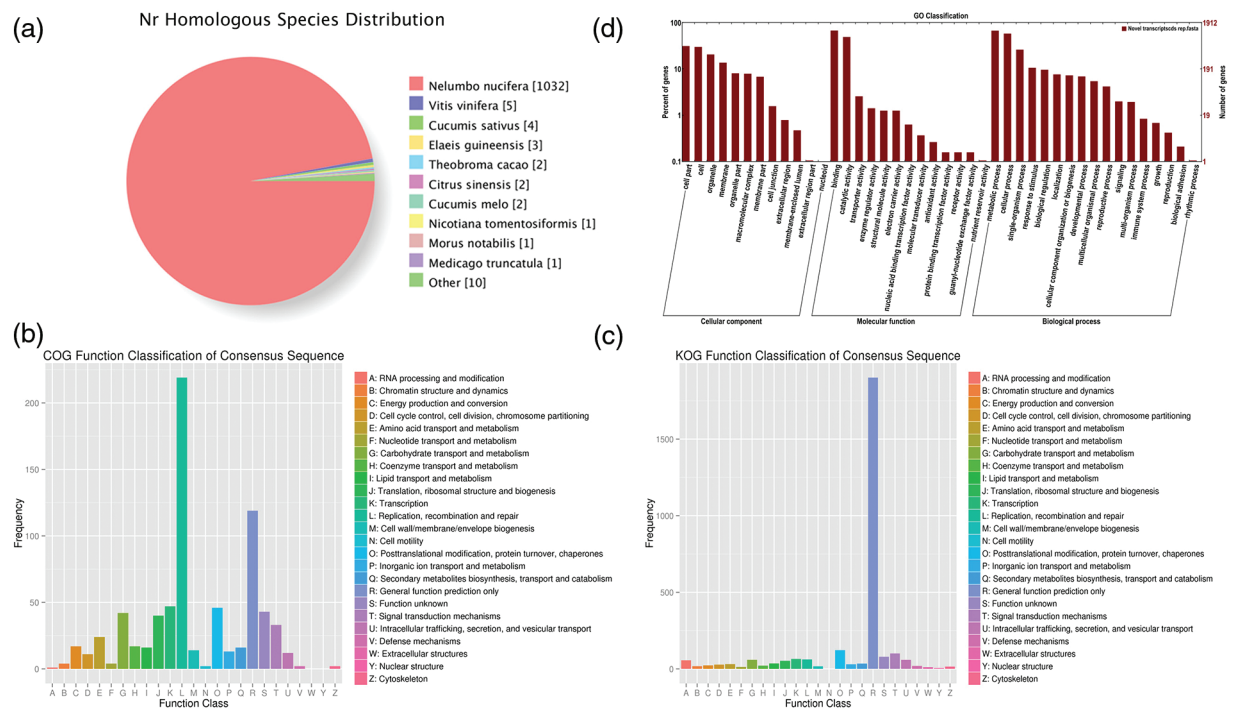 (a)
Nr Homologous Species Distribution
Nelumbo nucifera [1032]
Vitis vinifera [5]
Cucumis sativus [4]
Elaeis guineensis [3]
Theobroma cacao [2]
Citrus sinensis [2]
Cucumis melo [2]
Nicotiana tomentosiformis [1]
Morus notabilis [1]
Medicago truncatula [1]
Other [10]
(d)
GO Classification
Novel transcriptscds rep.fasta
Percent of genes
100
10
1
0.1
Number of genes
1912
191
19
1
cell part
cell
organelle
membrane
organelle part
macromolecular complex
membrane part
cell junction
extracellular region
membrane-enclosed lumen
extracellular region part
nucleoid
binding
catalytic activity
transporter activity
enzyme regulator activity
structural molecule activity
electron carrier activity
nucleic acid binding transcription factor activity
molecular transducer activity
antioxidant activity
protein binding transcription factor activity
receptor activity
guanyl-nucleotide exchange factor activity
nutrient reservoir activity
metabolic process
cellular process
single-organism process
response to stimulus
biological regulation
localization
cellular component organization or biogenesis
developmental process
multicellular organismal process
reproductive process
signaling
multi-organism process
immune system process
growth
reproduction
biological adhesion
rhythmic process
Cellular component
Molecular function
Biological process
(b)
COG Function Classification of Consensus Sequence
Frequency
200
150
100
50
0
A B C D E F G H I J K L M N O P Q R S T U V W Y Z
Function Class
A: RNA processing and modification
B: Chromatin structure and dynamics
C: Energy production and conversion
D: Cell cycle control, cell division, chromosome partitioning
E: Amino acid transport and metabolism
F: Nucleotide transport and metabolism
G: Carbohydrate transport and metabolism
H: Coenzyme transport and metabolism
I: Lipid transport and metabolism
J: Translation, ribosomal structure and biogenesis
K: Transcription
L: Replication, recombination and repair
M: Cell wall/membrane/envelope biogenesis
N: Cell motility
O: Posttranslational modification, protein turnover, chaperones
P: Inorganic ion transport and metabolism
Q: Secondary metabolites biosynthesis, transport and catabolism
R: General function prediction only
S: Function unknown
T: Signal transduction mechanisms
U: Intracellular trafficking, secretion, and vesicular transport
V: Defense mechanisms
W: Extracellular structures
Y: Nuclear structure
Z: Cytoskeleton
(c)
KOG Function Classification of Consensus Sequence
Frequency
1500
1000
500
0
A B C D E F G H I J K L M N O P Q R S T U V W Y Z
Function Class
A: RNA processing and modification
B: Chromatin structure and dynamics
C: Energy production and conversion
D: Cell cycle control, cell division, chromosome partitioning
E: Amino acid transport and metabolism
F: Nucleotide transport and metabolism
G: Carbohydrate transport and metabolism
H: Coenzyme transport and metabolism
I: Lipid transport and metabolism
J: Translation, ribosomal structure and biogenesis
K: Transcription
L: Replication, recombination and repair
M: Cell wall/membrane/envelope biogenesis
N: Cell motility
O: Posttranslational modification, protein turnover, chaperones
P: Inorganic ion transport and metabolism
Q: Secondary metabolites biosynthesis, transport and catabolism
R: General function prediction only
S: Function unknown
T: Signal transduction mechanisms
U: Intracellular trafficking, secretion, and vesicular transport
V: Defense mechanisms
W: Extracellular structures
Y: Nuclear structure
Z: Cytoskeleton